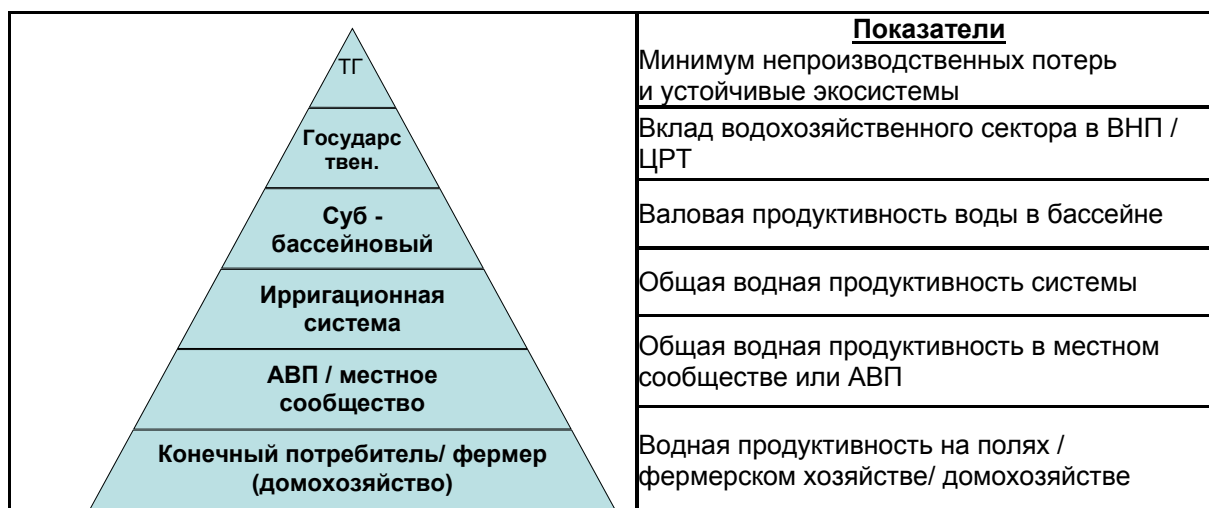 ТГ
Государс
твен.
Суб -
бассейновый
Ирригационная
система
АВП / местное
сообщество
Конечный потребитель/ фермер
(домохозяйство)
Показатели
Минимум непроизводственных потерь
и устойчивые экосистемы
Вклад водохозяйственного сектора в ВНП /
ЦРТ
Валовая продуктивность воды в бассейне
Общая водная продуктивность системы
Общая водная продуктивность в местном
сообществе или АВП
Водная продуктивность на полях /
фермерском хозяйстве/ домохозяйстве